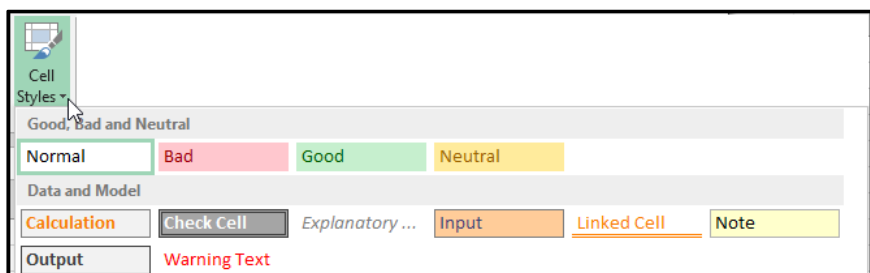 Cell
Styles
Good, Bad and Neutral
Normal Bad Good Neutral
Data and Model
Calculation Check Cell Explanatory ... Input Linked Cell Note
Output Warning Text